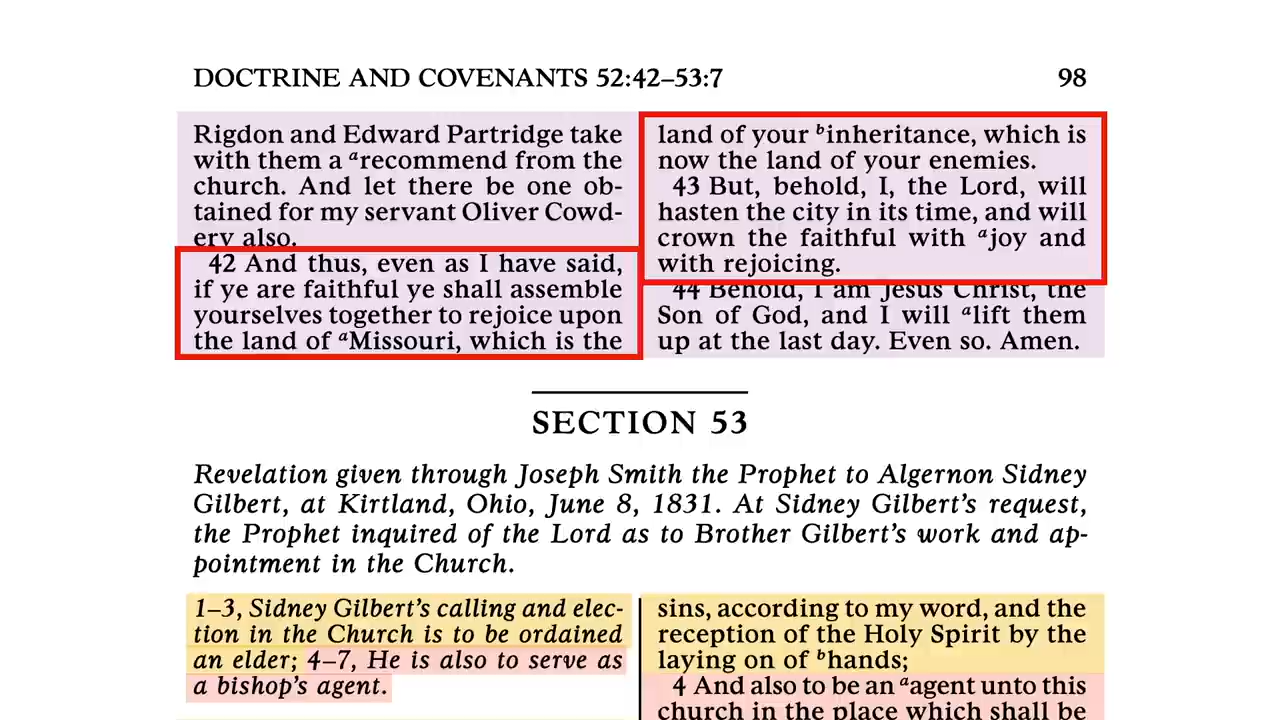 DOCTRINE AND COVENANTS 52:42–53:7 98
Rigdon and Edward Partridge take
with them a ᵃrecommend from the
church. And let there be one ob-
tained for my servant Oliver Cowd-
ery also.
42 And thus, even as I have said,
if ye are faithful ye shall assemble
yourselves together to rejoice upon
the land of ᵃMissouri, which is the
land of your ᵇinheritance, which is
now the land of your enemies.
43 But, behold, I, the Lord, will
hasten the city in its time, and will
crown the faithful with ᵃjoy and
with rejoicing.
44 Behold, I am Jesus Christ, the
Son of God, and I will ᵃlift them
up at the last day. Even so. Amen.
SECTION 53
Revelation given through Joseph Smith the Prophet to Algernon Sidney
Gilbert, at Kirtland, Ohio, June 8, 1831. At Sidney Gilbert’s request,
the Prophet inquired of the Lord as to Brother Gilbert’s work and ap-
pointment in the Church.
1–3, Sidney Gilbert’s calling and elec-
tion in the Church is to be ordained
an elder; 4–7, He is also to serve as
a bishop’s agent.
sins, according to my word, and the
reception of the Holy Spirit by the
laying on of ᵇhands;
4 And also to be an ᵃagent unto this
church in the place which shall be